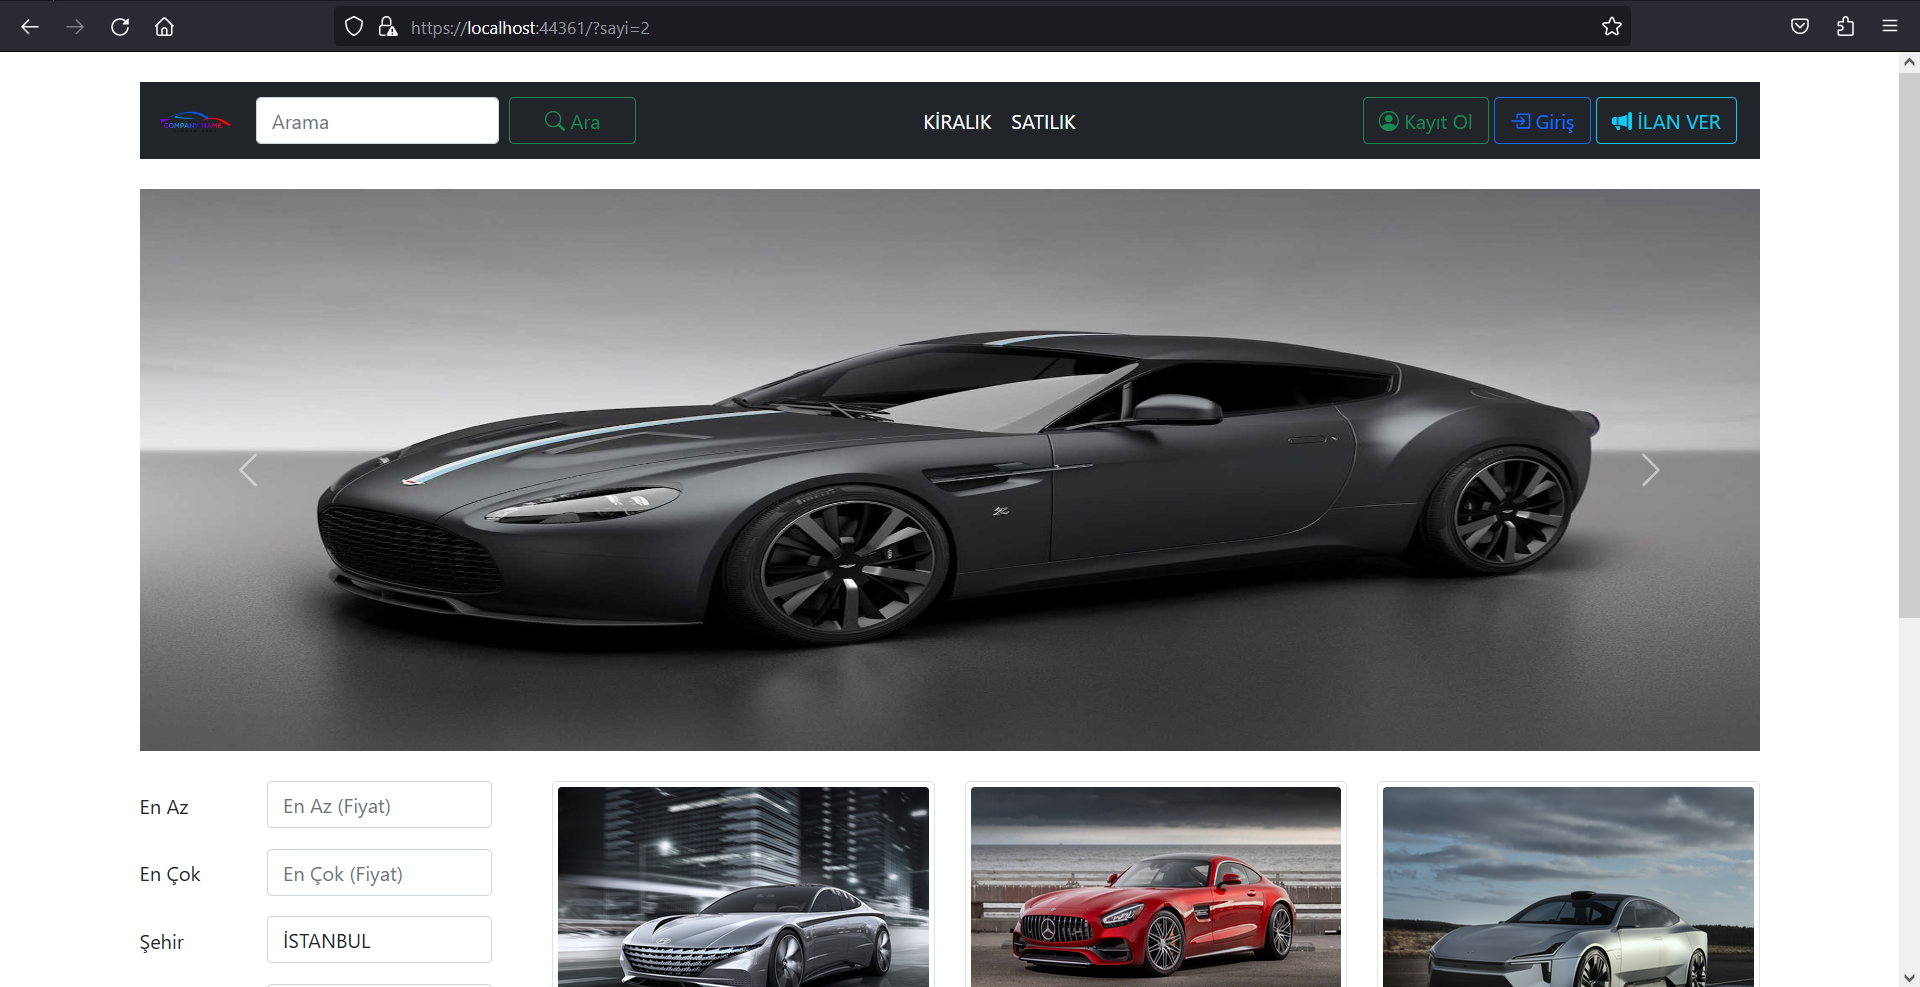 https://localhost:44361/?sayi=2
COMPANY NAME
Arama
Ara
KİRALIK
SATILIK
Kayıt Ol
Giriş
İLAN VER
En Az
En Az (Fiyat)
En Çok
En Çok (Fiyat)
Şehir
İSTANBUL